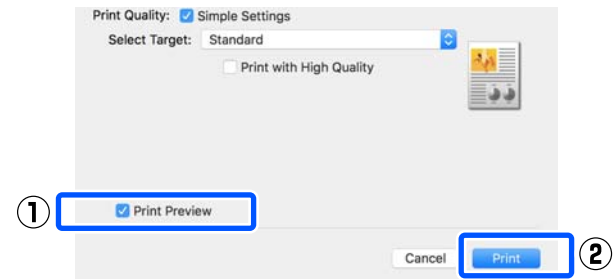 Print Quality: Simple Settings
Select Target: Standard
Print with High Quality
① Print Preview
Cancel Print ②